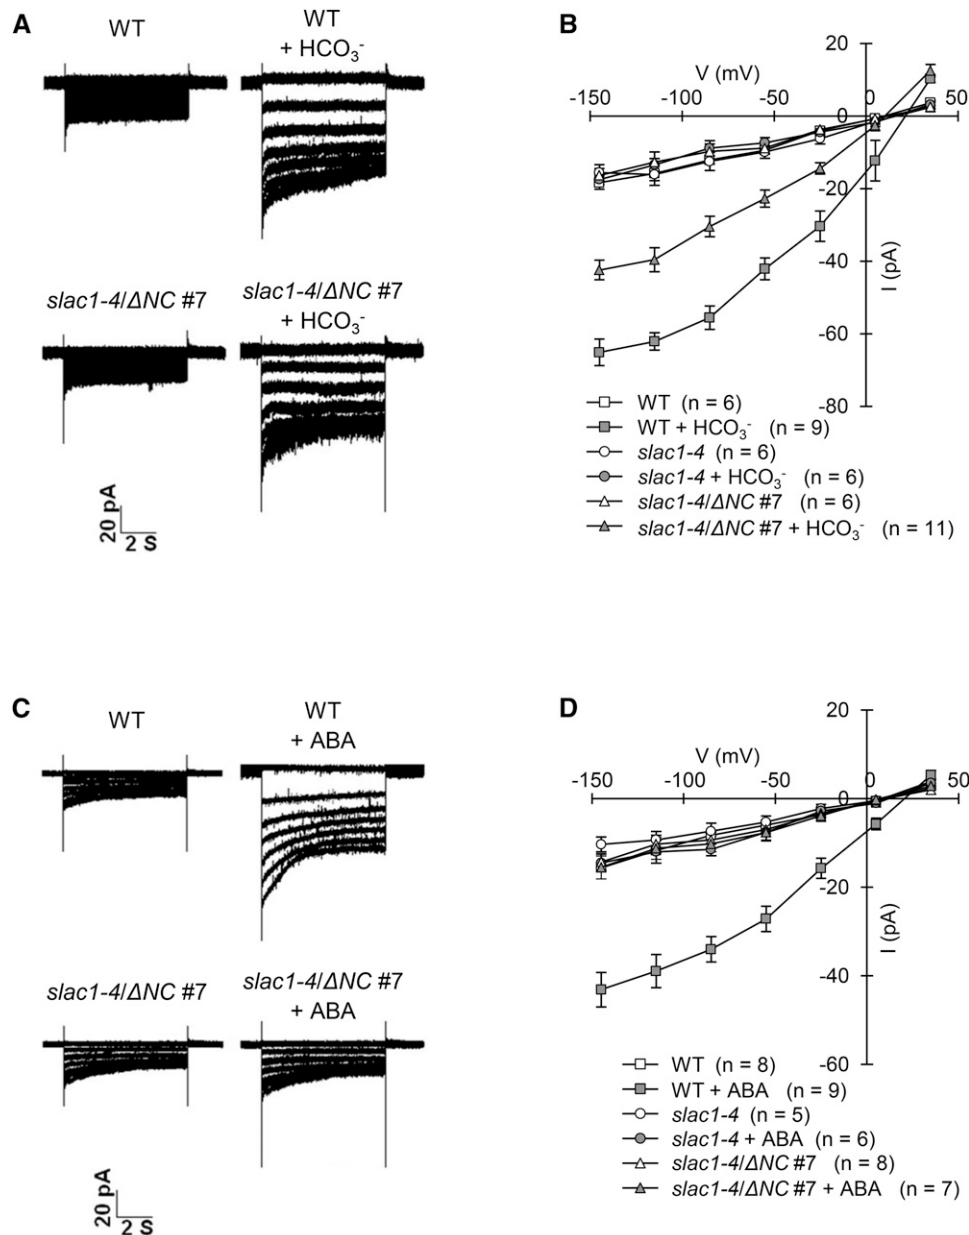 A
WT
WT
+ HCO₃⁻
slac1-4/ΔNC #7
slac1-4/ΔNC #7
+ HCO₃⁻
20 pA
2 S
B
20
V (mV)
-150 -100 -50 0 50
0
-20
-40
-60
-80
I (pA)
WT (n = 6)
WT + HCO₃⁻ (n = 9)
slac1-4 (n = 6)
slac1-4 + HCO₃⁻ (n = 6)
slac1-4/ΔNC #7 (n = 6)
slac1-4/ΔNC #7 + HCO₃⁻ (n = 11)
C
WT
WT
+ ABA
slac1-4/ΔNC #7
slac1-4/ΔNC #7
+ ABA
20 pA
2 S
D
20
V (mV)
-150 -100 -50 0 50
0
-20
-40
-60
I (pA)
WT (n = 8)
WT + ABA (n = 9)
slac1-4 (n = 5)
slac1-4 + ABA (n = 6)
slac1-4/ΔNC #7 (n = 8)
slac1-4/ΔNC #7 + ABA (n = 7)